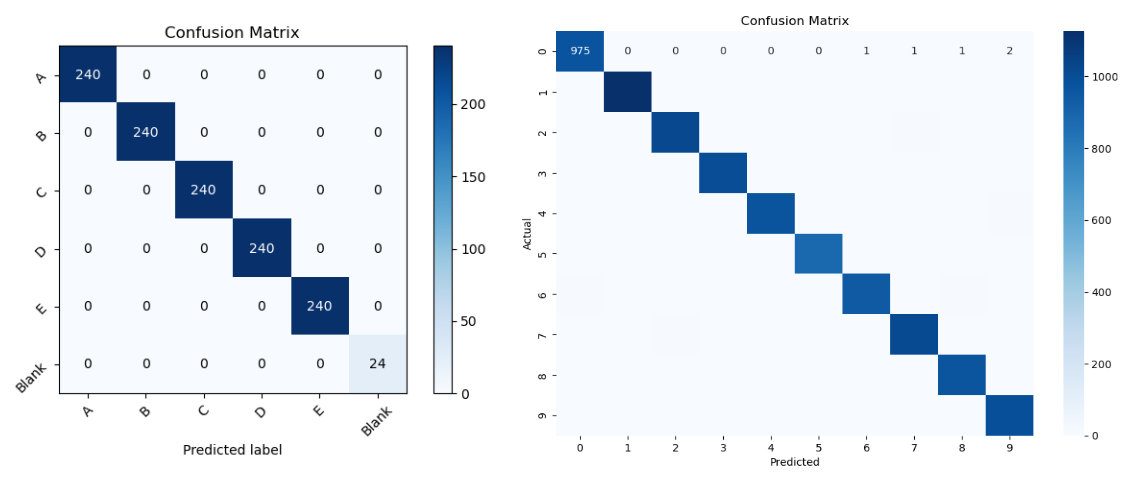 Confusion Matrix
A 240 0 0 0 0 0
B 0 240 0 0 0 0
C 0 0 240 0 0 0
D 0 0 0 240 0 0
E 0 0 0 0 240 0
Blank 0 0 0 0 0 24
A B C D E Blank
Predicted label
200
150
100
50
0
Confusion Matrix
0 975 0 0 0 0 0 1 1 1 2
1
2
3
4
5
6
7
8
9
Actual
0 1 2 3 4 5 6 7 8 9
Predicted
1000
800
600
400
200
0